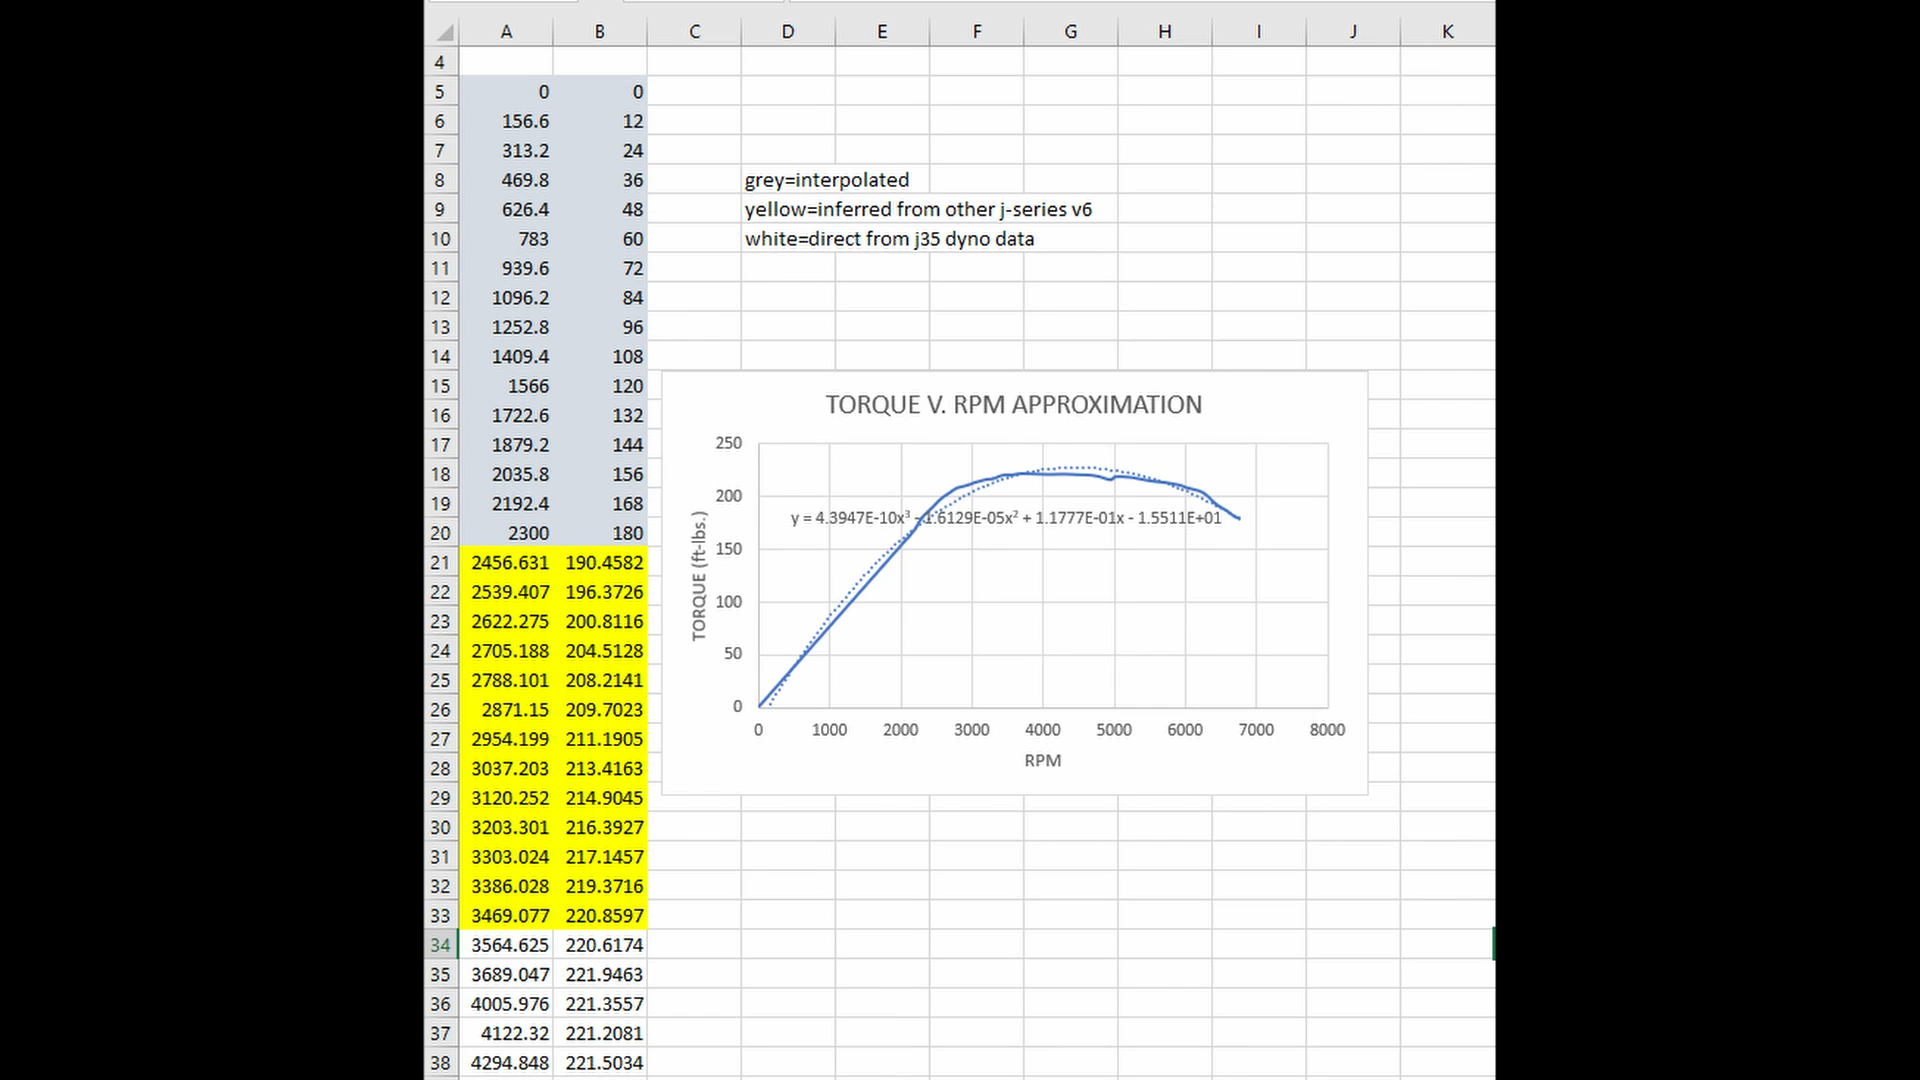 A B C D E F G H I J K
4
5 0 0
6 156.6 12
7 313.2 24
8 469.8 36 grey=interpolated
9 626.4 48 yellow=inferred from other j-series v6
10 783 60 white=direct from j35 dyno data
11 939.6 72
12 1096.2 84
13 1252.8 96
14 1409.4 108
15 1566 120
16 1722.6 132
17 1879.2 144
18 2035.8 156
19 2192.4 168
20 2300 180
21 2456.631 190.4582
22 2539.407 196.3726
23 2622.275 200.8116
24 2705.188 204.5128
25 2788.101 208.2141
26 2871.15 209.7023
27 2954.199 211.1905
28 3037.203 213.4163
29 3120.252 214.9045
30 3203.301 216.3927
31 3303.024 217.1457
32 3386.028 219.3716
33 3469.077 220.8597
34 3564.625 220.6174
35 3689.047 221.9463
36 4005.976 221.3557
37 4122.32 221.2081
38 4294.848 221.5034
TORQUE V. RPM APPROXIMATION
250
200
y = 4.3947E-10x³ - 1.6129E-05x² + 1.1777E-01x - 1.5511E+01
150
100
50
0
TORQUE (ft-lbs.)
0 1000 2000 3000 4000 5000 6000 7000 8000
RPM